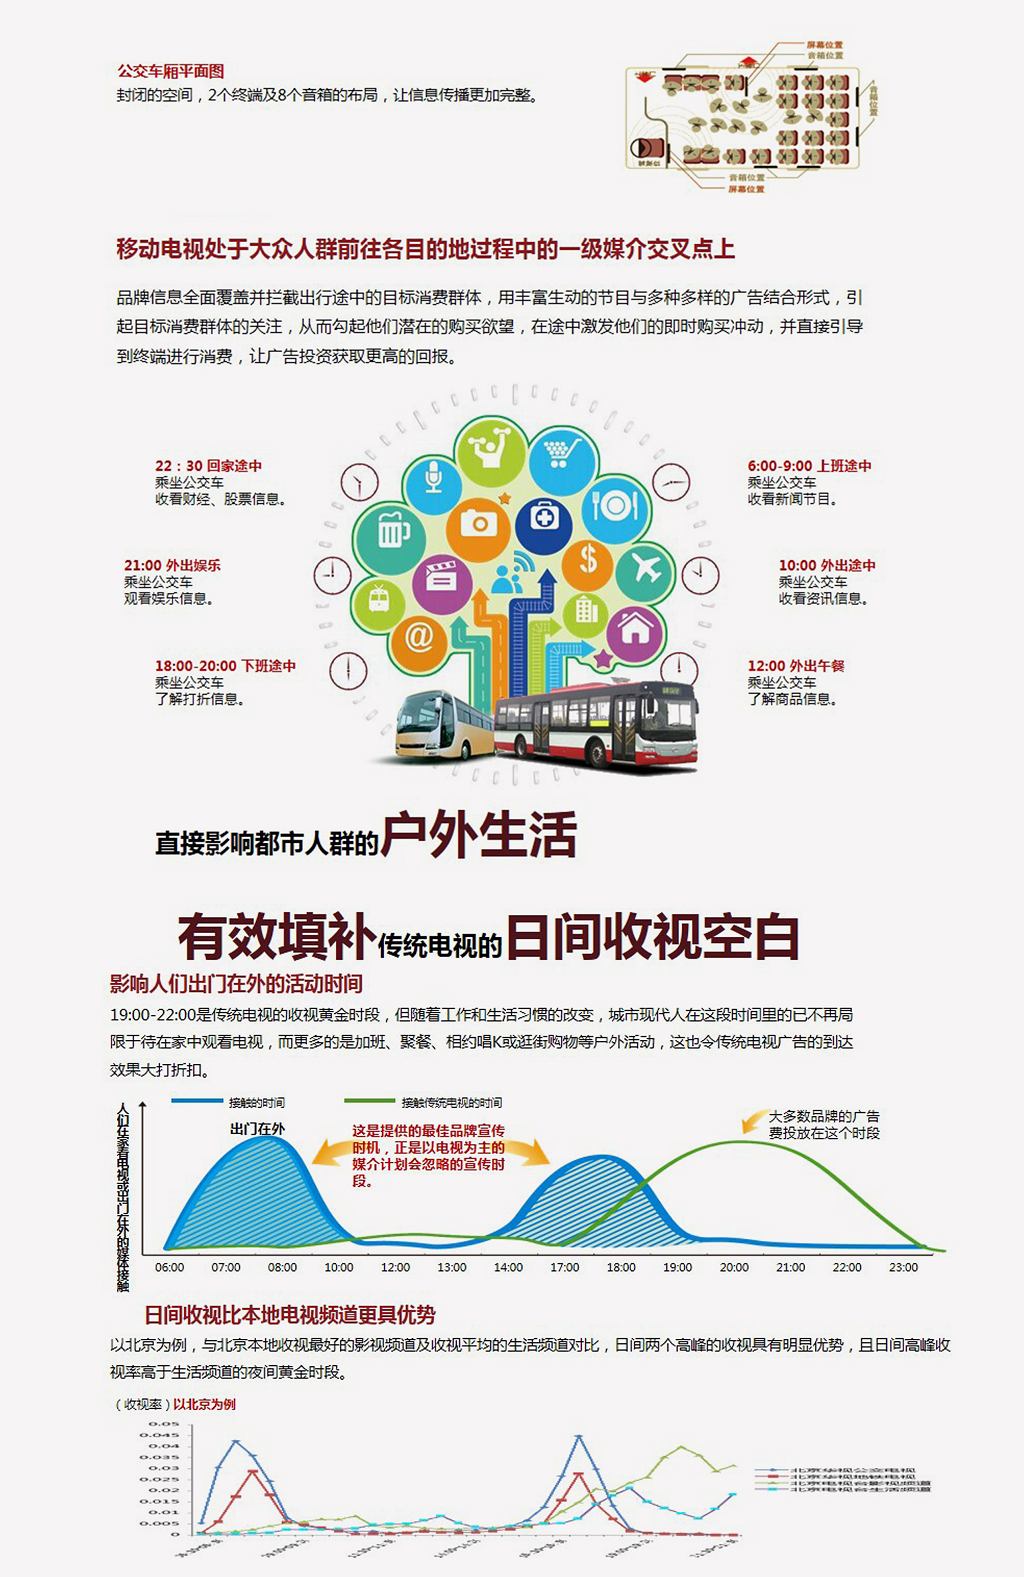 公交车厢平面图
封闭的空间，2个终端及8个音箱的布局，让信息传播更加完整。
屏幕位置
音箱位置
音箱位置
音箱位置
屏幕位置
移动电视处于大众人群前往各目的地过程中的一级媒介交叉点上
品牌信息全面覆盖并拦截出行途中的目标消费群体，用丰富生动的节目与多种多样的广告结合形式，引
起目标消费群体的关注，从而勾起他们潜在的购买欲望，在途中激发他们的即时购买冲动，并直接引导
到终端进行消费，让广告投资获取更高的回报。
22：30 回家途中
乘坐公交车
收看财经、股票信息。
6:00-9:00 上班途中
乘坐公交车
收看新闻节目。
21:00 外出娱乐
乘坐公交车
观看娱乐信息。
10:00 外出途中
乘坐公交车
收看资讯信息。
18:00-20:00 下班途中
乘坐公交车
了解打折信息。
12:00 外出午餐
乘坐公交车
了解商品信息。
直接影响都市人群的户外生活
有效填补传统电视的日间收视空白
影响人们出门在外的活动时间
19:00-22:00是传统电视的收视黄金时段，但随着工作和生活习惯的改变，城市现代人在这段时间里的已不再局
限于待在家中观看电视，而更多的是加班、聚餐、相约唱K或逛街购物等户外活动，这也令传统电视广告的到达
效果大打折扣。
人们在家看电视或出门在外的媒体接触
接触的时间
接触传统电视的时间
出门在外
这是提供的最佳品牌宣传
时机，正是以电视为主的
媒介计划会忽略的宣传时
段。
大多数品牌的广告
费投放在这个时段
06:00 07:00 08:00 10:00 12:00 13:00 14:00 17:00 18:00 19:00 20:00 21:00 22:00 23:00
日间收视比本地电视频道更具优势
以北京为例，与北京本地收视最好的影视频道及收视平均的生活频道对比，日间两个高峰的收视具有明显优势，且日间高峰收
视率高于生活频道的夜间黄金时段。
（收视率）以北京为例
0.05
0.045
0.04
0.035
0.03
0.025
0.02
0.015
0.01
0.005
0
北京华视公交电视
北京华视地铁电视
北京电视台影视频道
北京电视台生活频道